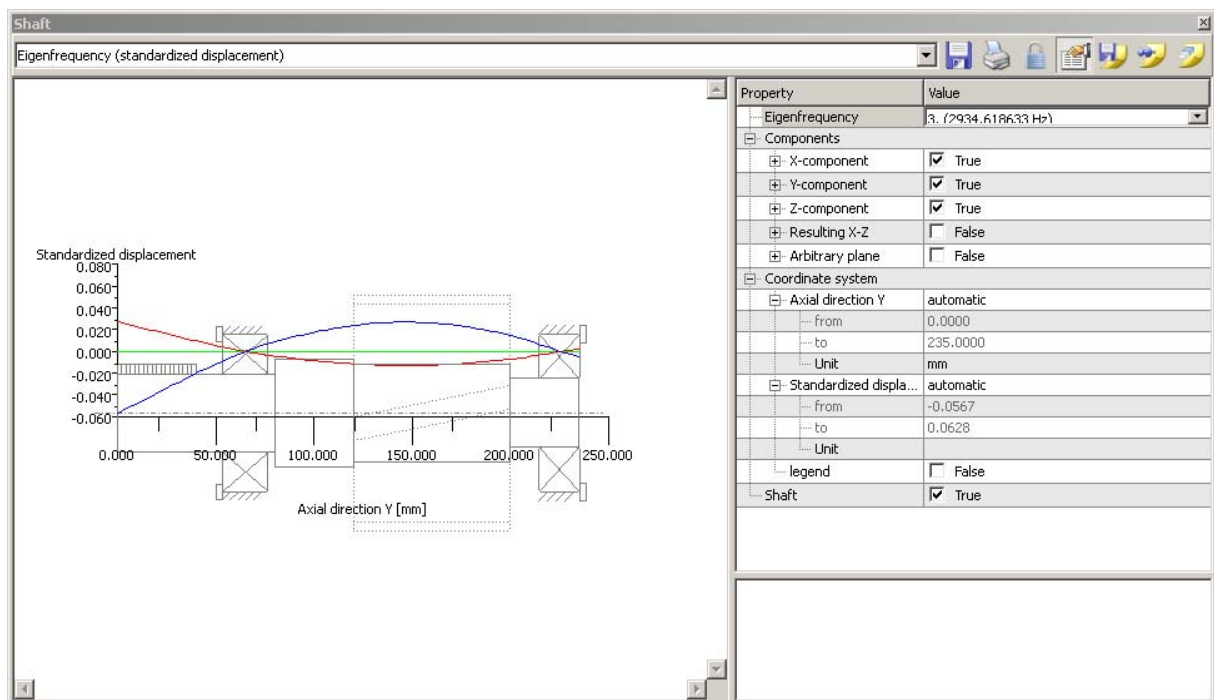 Shaft
Eigenfrequency (standardized displacement)
Property Value
Eigenfrequency 3. (2934.618633 Hz)
Components
X-component True
Y-component True
Z-component True
Resulting X-Z False
Arbitrary plane False
Coordinate system
Axial direction Y automatic
from 0.0000
to 235.0000
Unit mm
Standardized displa... automatic
from -0.0567
to 0.0628
Unit
legend False
Shaft True
Standardized displacement
0.080
0.060
0.040
0.020
0.000
-0.020
-0.040
-0.060
0.000 50.000 100.000 150.000 200.000 250.000
Axial direction Y [mm]